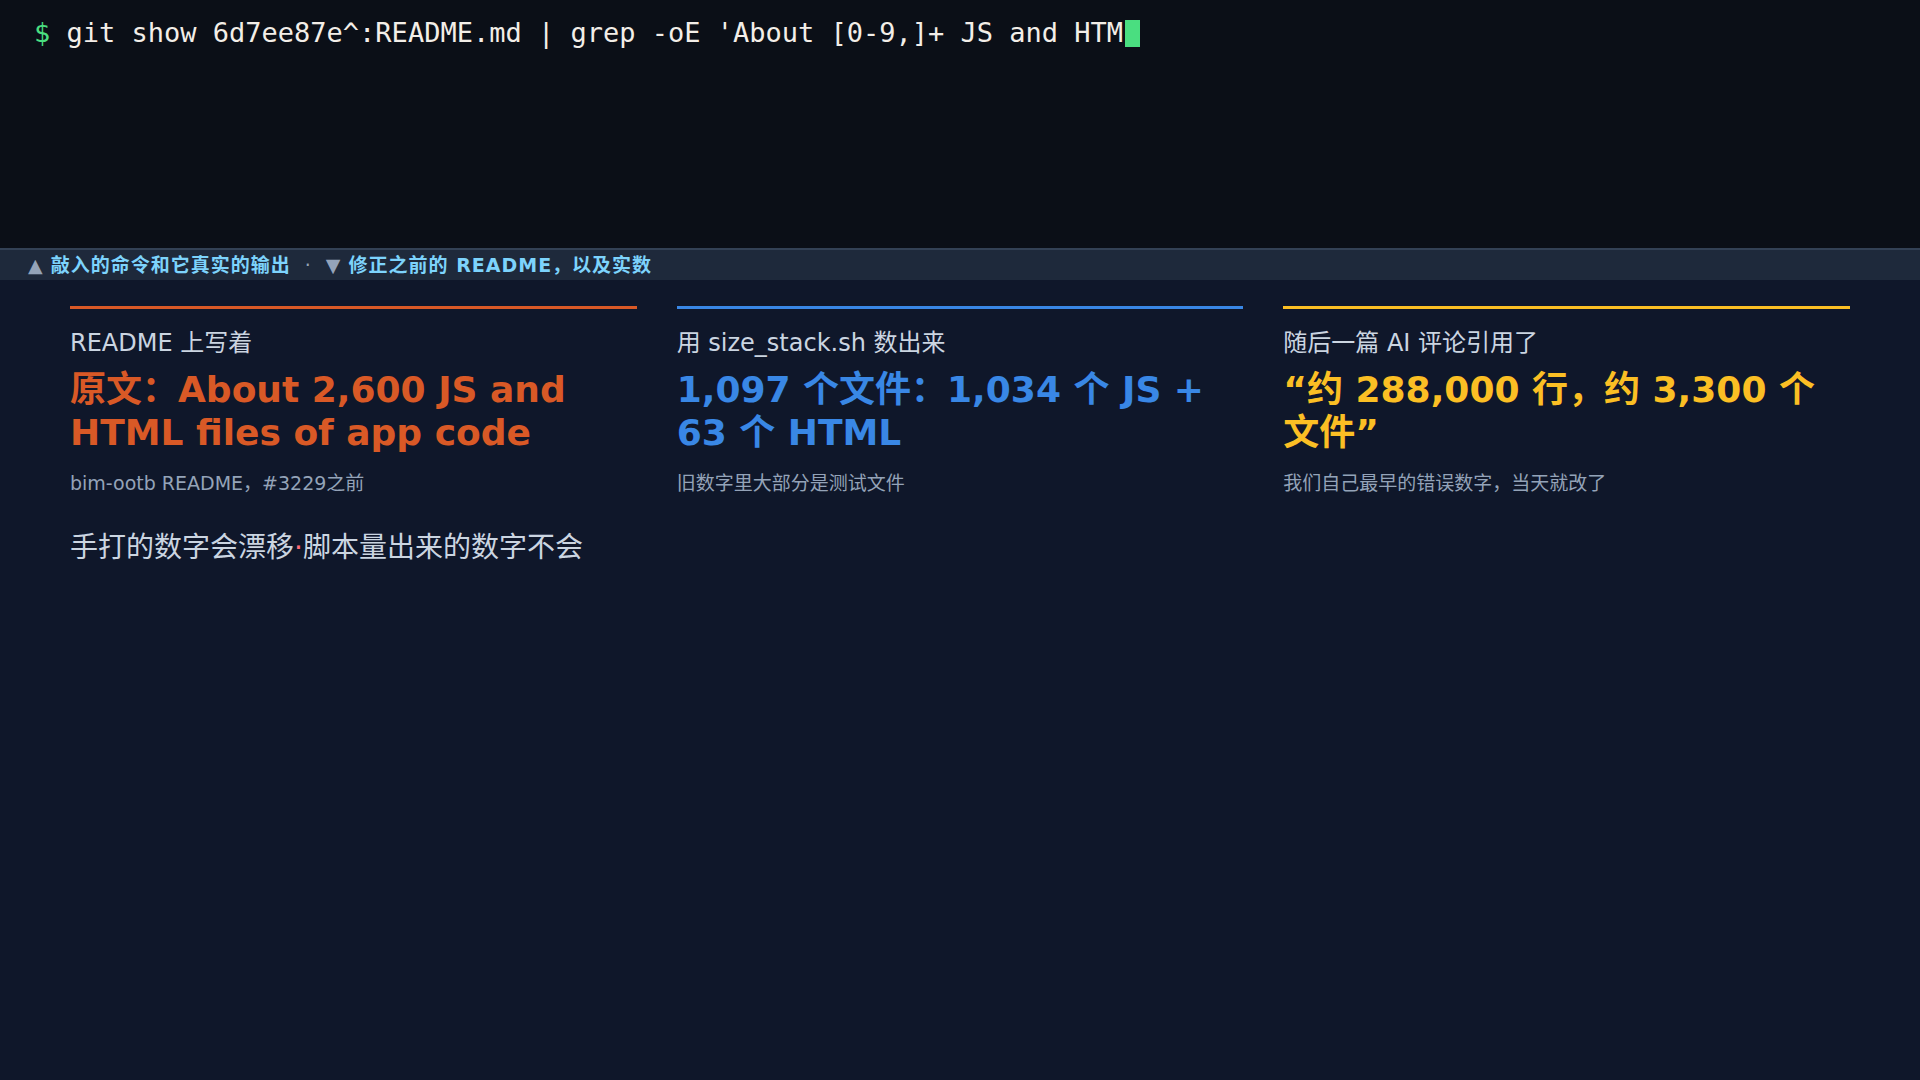 $ git show 6d7ee87e^:README.md | grep -oE 'About [0-9,]+ JS and HTM
▲ 敲入的命令和它真实的输出 · ▼ 修正之前的 README，以及实数
README 上写着
原文：About 2,600 JS and
HTML files of app code
bim-ootb README，#3229之前
用 size_stack.sh 数出来
1,097 个文件：1,034 个 JS +
63 个 HTML
旧数字里大部分是测试文件
随后一篇 AI 评论引用了
“约 288,000 行，约 3,300 个
文件”
我们自己最早的错误数字，当天就改了
手打的数字会漂移·脚本量出来的数字不会